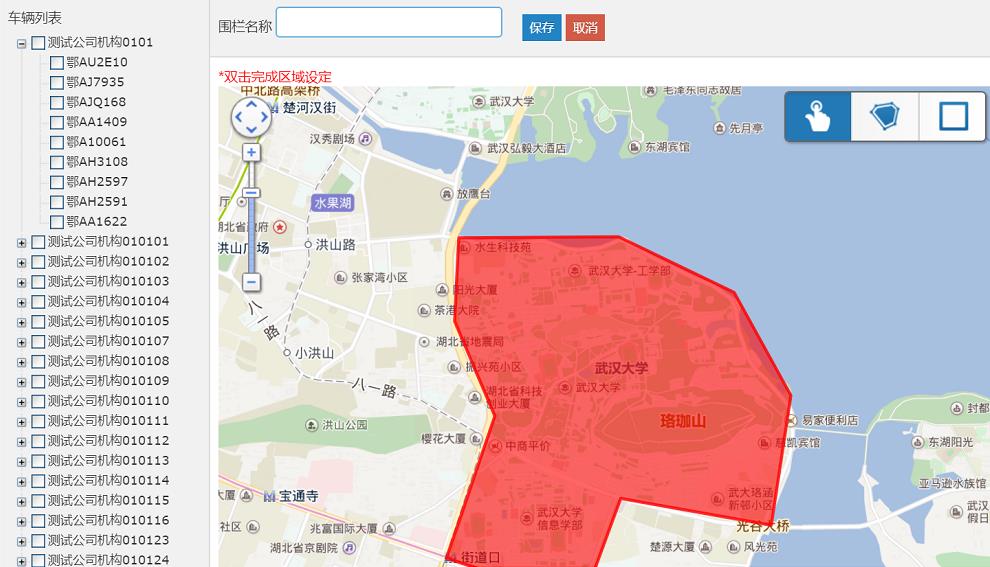 车辆列表
测试公司机构0101
鄂AU2E10
鄂AJ7935
鄂AJQ168
鄂AA1409
鄂A10061
鄂AH3108
鄂AH2597
鄂AH2591
鄂AA1622
测试公司机构010101
测试公司机构010102
测试公司机构010103
测试公司机构010104
测试公司机构010105
测试公司机构010107
测试公司机构010108
测试公司机构010109
测试公司机构010110
测试公司机构010111
测试公司机构010112
测试公司机构010113
测试公司机构010114
测试公司机构010115
测试公司机构010116
测试公司机构010123
测试公司机构010124
围栏名称
保存
取消
*双击完成区域设定
中北路高架桥
楚河汉街
武汉大学
毛泽东同志故居
先月亭
汉秀剧场
武汉弘毅大酒店
东湖宾馆
放鹰台
厅
水果湖
湖北省政府
洪山广场
洪山路
水生科技苑
武汉大学-工学部
张家湾小区
阳光大厦
茶港大院
八一路
湖北省地震局
小洪山
振兴苑小区
武汉大学
武汉大学
八一路
湖北省科技
创业大厦
珞珈山
易家便利店
封都
洪山公园
樱花大厦
中商平价
慧凯宾馆
东湖阳光
亚马逊水族馆
大厦
宝通寺
武大珞涵
新邨小区
武汉大学
信息学部
武汉
假日
社区
兆富国际大厦
光谷大桥
湖北省京剧院
街道口
楚源大厦
风光苑